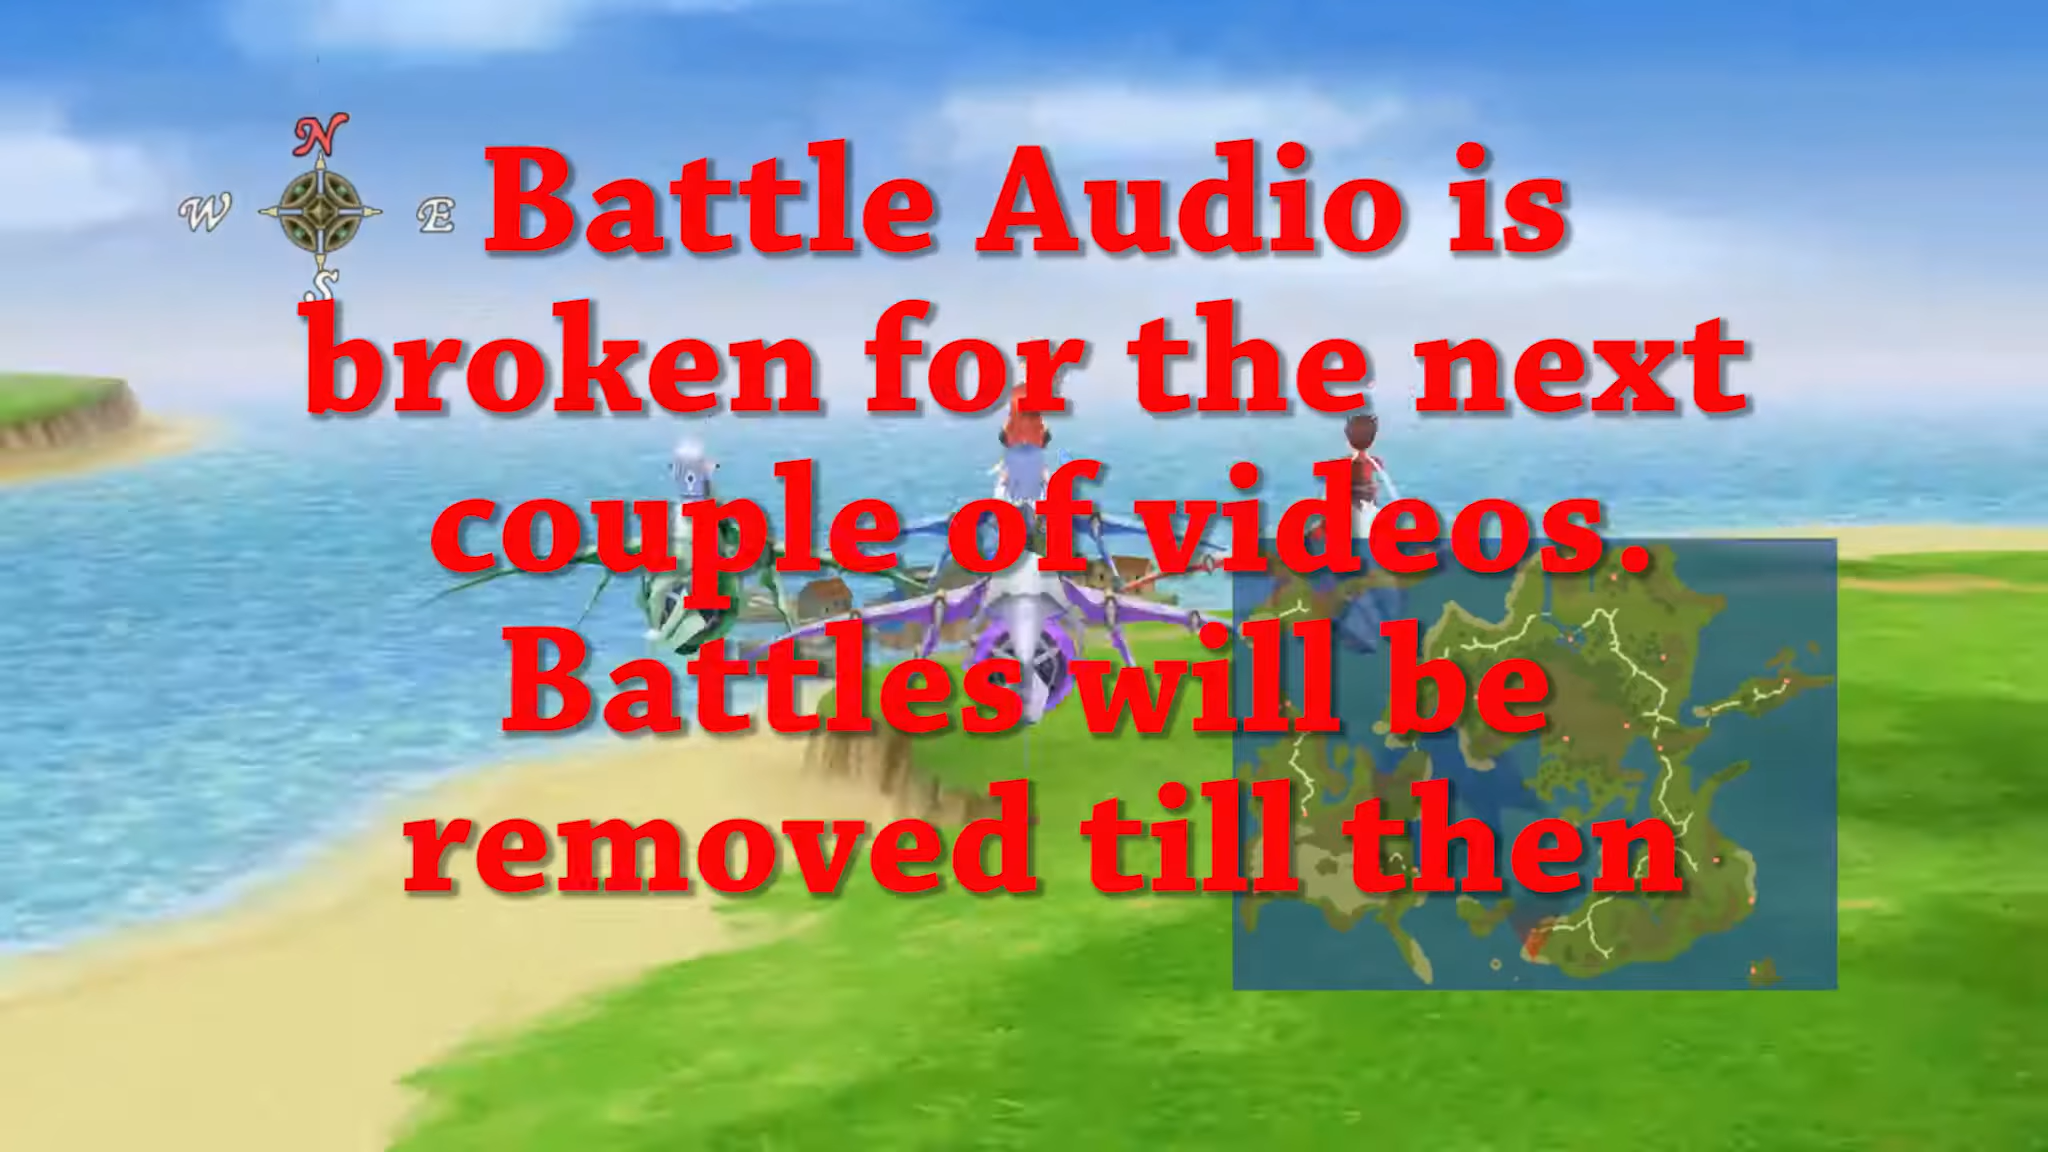 N
W E
S
Battle Audio is
broken for the next
couple of videos.
Battles will be
removed till then